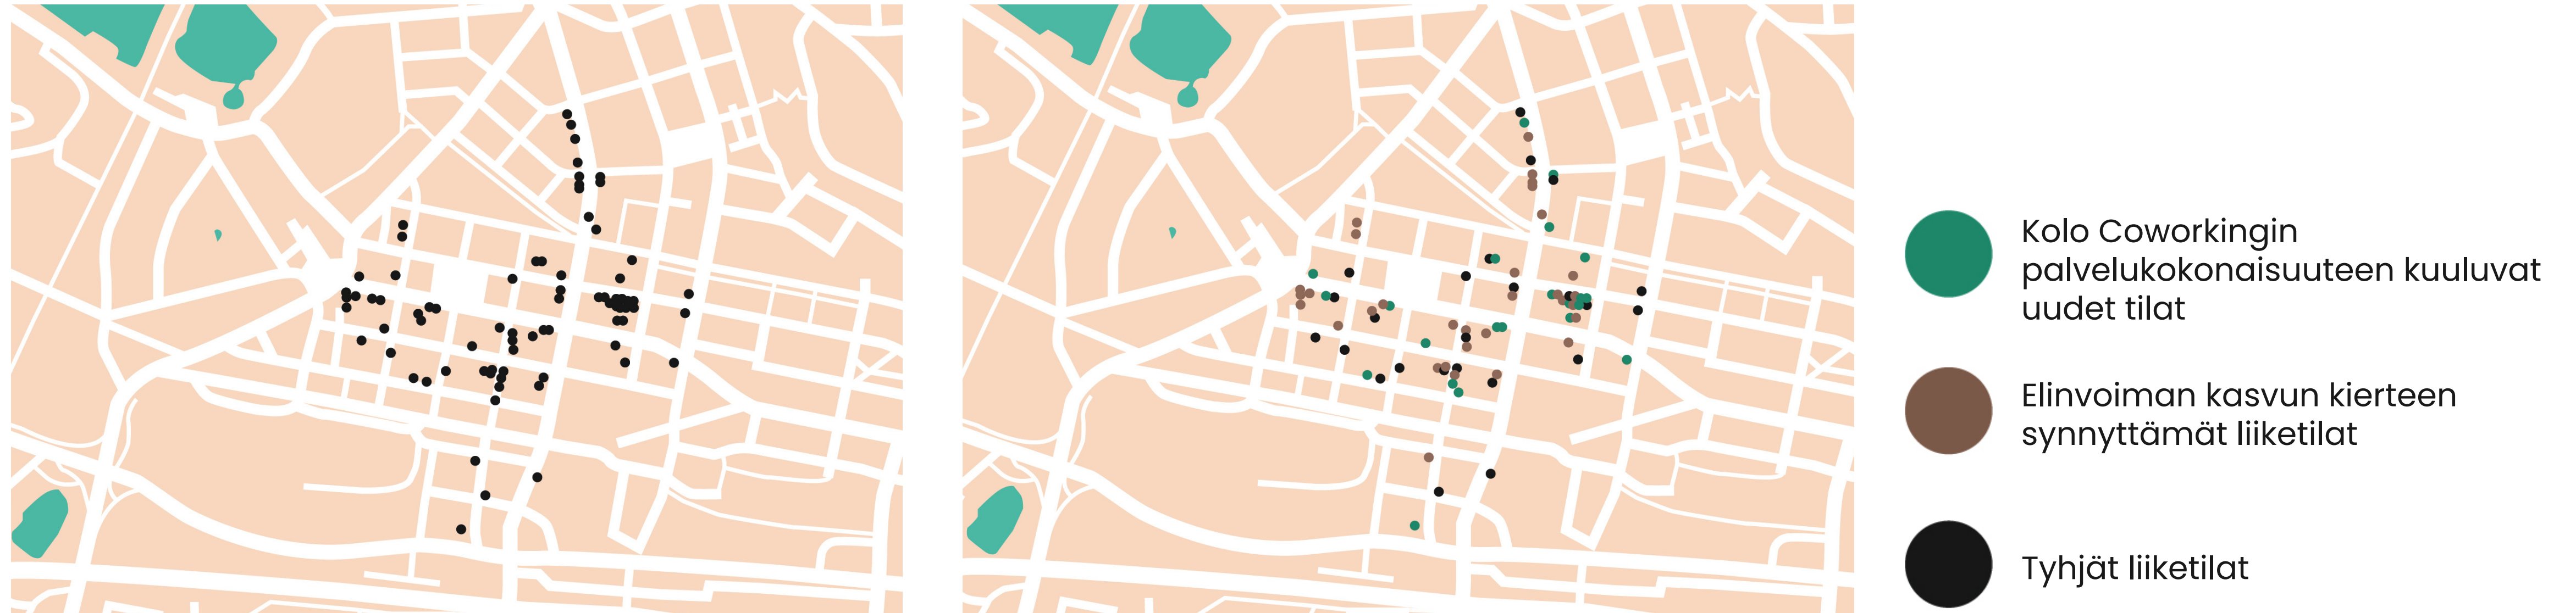 Kolo Coworkingin
palvelukokonaisuuteen kuuluvat
uudet tilat
Elinvoiman kasvun kierteen
synnyttämät liiketilat
Tyhjät liiketilat